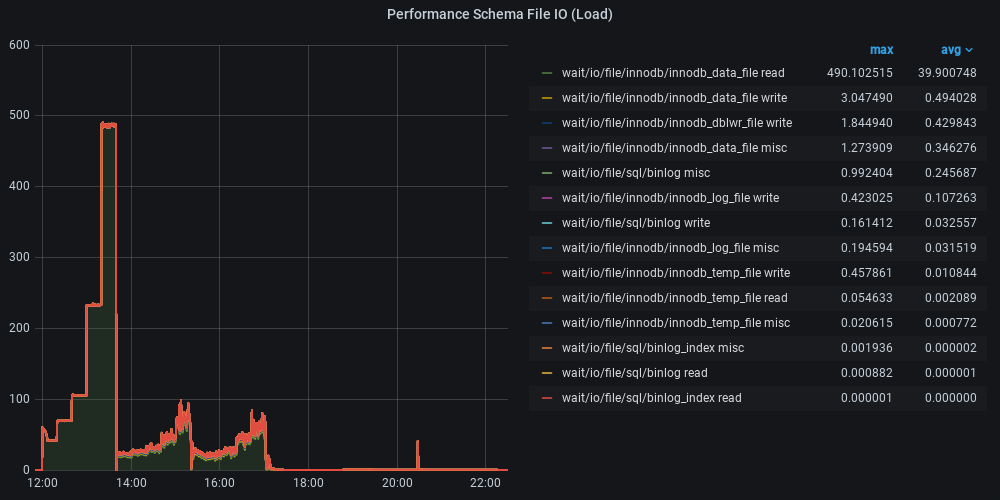 Performance Schema File IO (Load)
600
500
400
300
200
100
0
12:00 14:00 16:00 18:00 20:00 22:00
max avg
wait/io/file/innodb/innodb_data_file read 490.102515 39.900748
wait/io/file/innodb/innodb_data_file write 3.047490 0.494028
wait/io/file/innodb/innodb_dblwr_file write 1.844940 0.429843
wait/io/file/innodb/innodb_data_file misc 1.273909 0.346276
wait/io/file/sql/binlog misc 0.992404 0.245687
wait/io/file/innodb/innodb_log_file write 0.423025 0.107263
wait/io/file/sql/binlog write 0.161412 0.032557
wait/io/file/innodb/innodb_log_file misc 0.194594 0.031519
wait/io/file/innodb/innodb_temp_file write 0.457861 0.010844
wait/io/file/innodb/innodb_temp_file read 0.054633 0.002089
wait/io/file/innodb/innodb_temp_file misc 0.020615 0.000772
wait/io/file/sql/binlog_index misc 0.001936 0.000002
wait/io/file/sql/binlog read 0.000882 0.000001
wait/io/file/sql/binlog_index read 0.000001 0.000000